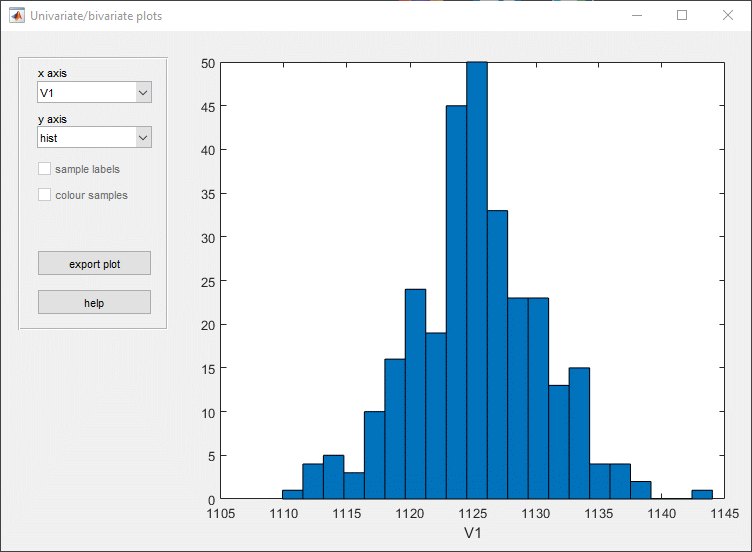 Univariate/bivariate plots
x axis
V1
y axis
hist
sample labels
colour samples
export plot
help
50
45
40
35
30
25
20
15
10
5
0
1105 1110 1115 1120 1125 1130 1135 1140 1145
V1